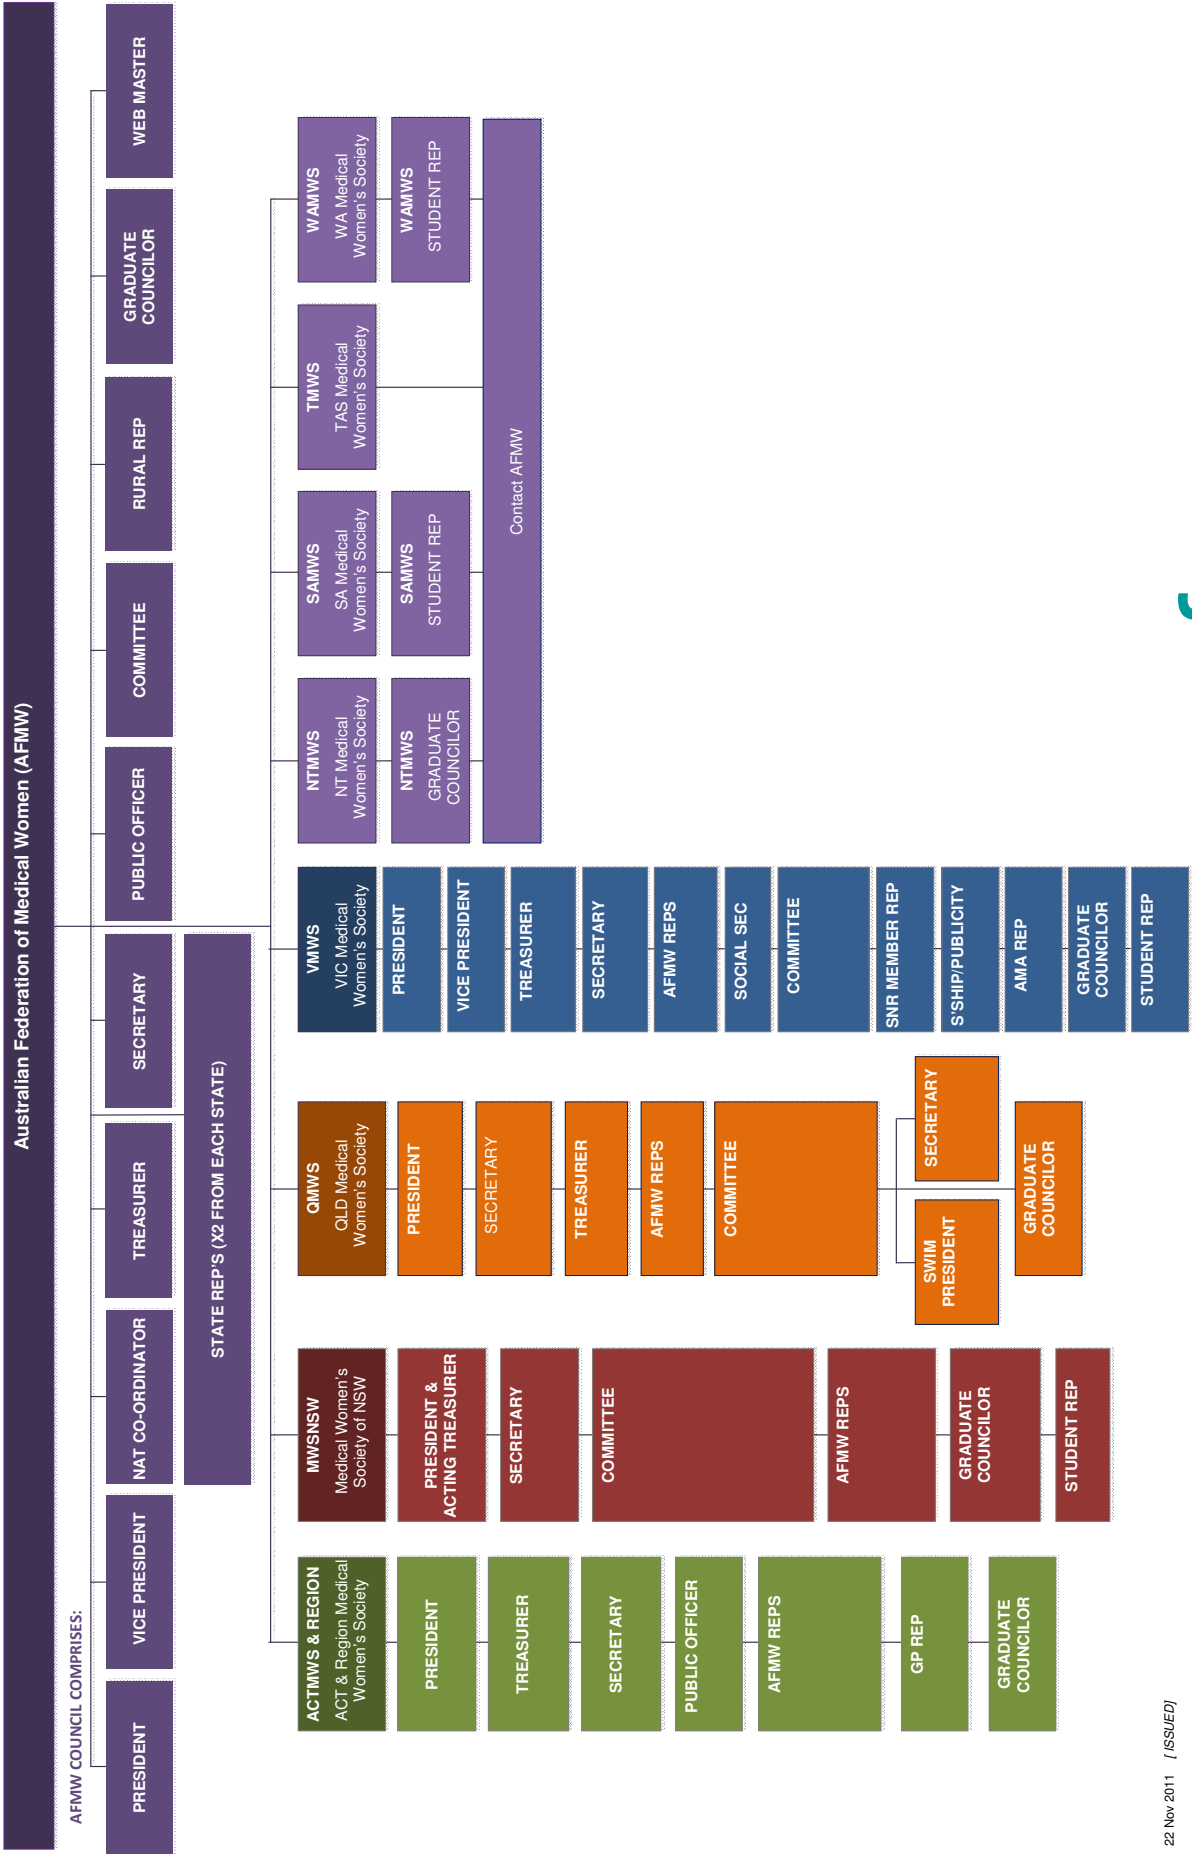 Australian Federation of Medical Women (AFMW)
AFMW COUNCIL COMPRISES:
PRESIDENT
VICE PRESIDENT
NAT CO-ORDINATOR
TREASURER
SECRETARY
PUBLIC OFFICER
COMMITTEE
RURAL REP
GRADUATE
COUNCILOR
WEB MASTER
STATE REP'S (X2 FROM EACH STATE)
ACTMWS & REGION
ACT & Region Medical
Women's Society
PRESIDENT
TREASURER
SECRETARY
PUBLIC OFFICER
AFMW REPS
GP REP
GRADUATE
COUNCILOR
MWSNSW
Medical Women's
Society of NSW
PRESIDENT &
ACTING TREASURER
SECRETARY
COMMITTEE
AFMW REPS
GRADUATE
COUNCILOR
STUDENT REP
QMWS
QLD Medical
Women's Society
PRESIDENT
SECRETARY
TREASURER
AFMW REPS
COMMITTEE
SWIM
PRESIDENT
SECRETARY
GRADUATE
COUNCILOR
VMWS
VIC Medical
Women's Society
PRESIDENT
VICE PRESIDENT
TREASURER
SECRETARY
AFMW REPS
SOCIAL SEC
COMMITTEE
SNR MEMBER REP
S'SHIP/PUBLICITY
AMA REP
GRADUATE
COUNCILOR
STUDENT REP
NTMWS
NT Medical
Women's Society
NTMWS
GRADUATE
COUNCILOR
SAMWS
SA Medical
Women's Society
SAMWS
STUDENT REP
TMWS
TAS Medical
Women's Society
WAMWS
WA Medical
Women's Society
WAMWS
STUDENT REP
Contact AFMW
22 Nov 2011 [ ISSUED]